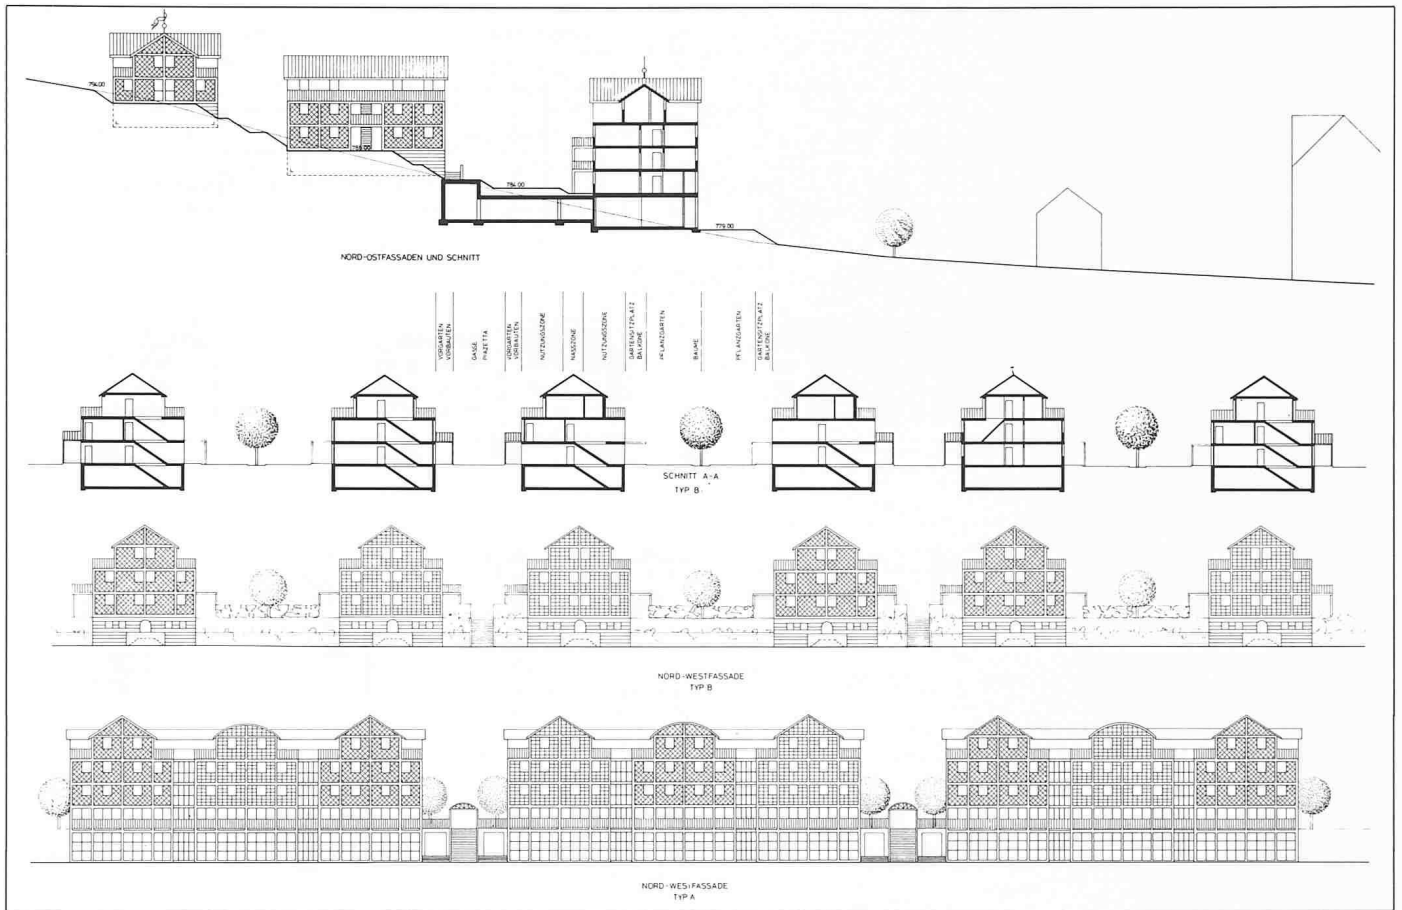 794.00
789.00
784.00
779.00
NORD-OSTFASSADEN UND SCHNITT
VORGARTEN
VORBAUTEN
GASSE
PIAZETTA
VORGARTEN
VORBAUTEN
NUTZUNGSZONE
NASSZONE
NUTZUNGSZONE
GARTENSITZPLATZ
BALKONE
PFLANZGARTEN
BÄUME
PFLANZGARTEN
GARTENSITZPLATZ
BALKONE
SCHNITT A-A
TYP B
NORD-WESTFASSADE
TYP B
NORD-WESTFASSADE
TYP A